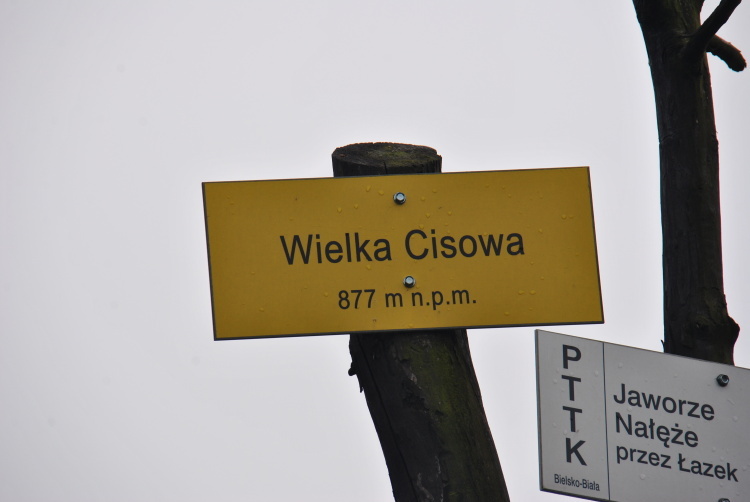 Wielka Cisowa
877 m n.p.m.
PTTK
Bielsko-Biała
Jaworze
Nałęże
przez Łazek